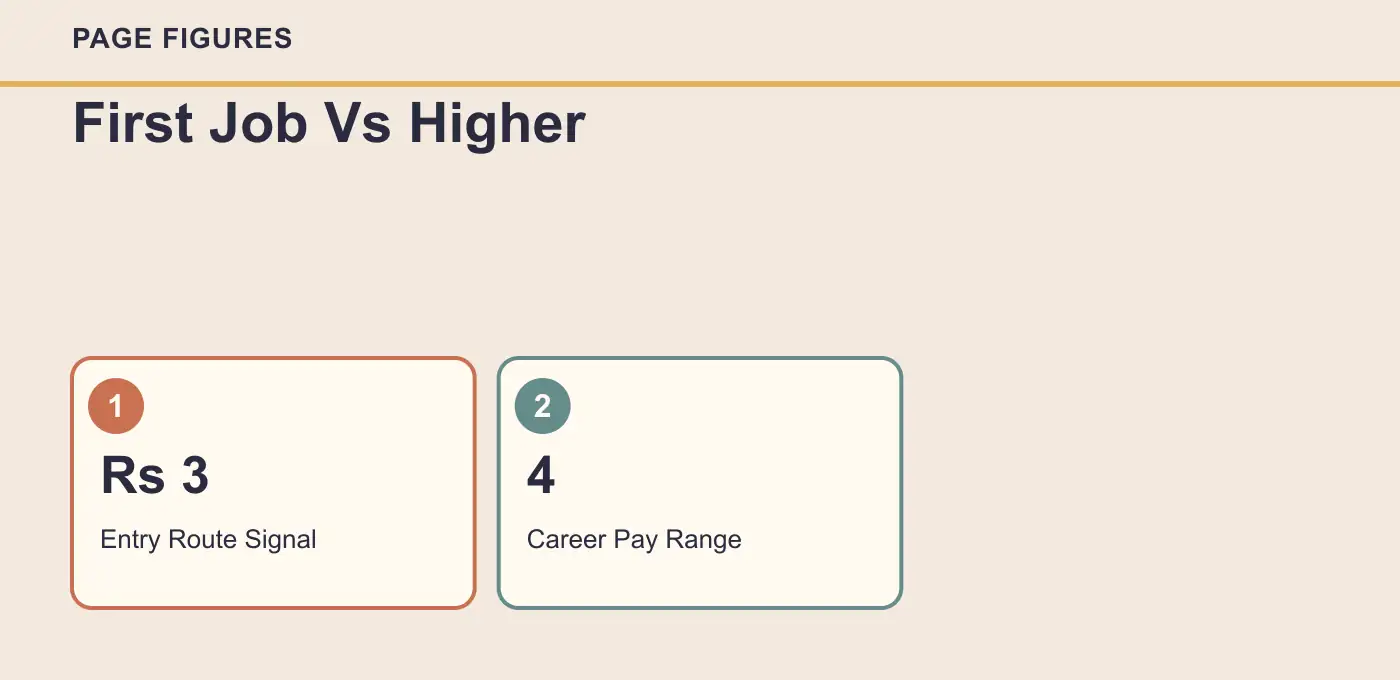 PAGE FIGURES
First Job Vs Higher
1
Rs 3
Entry Route Signal
2
4
Career Pay Range